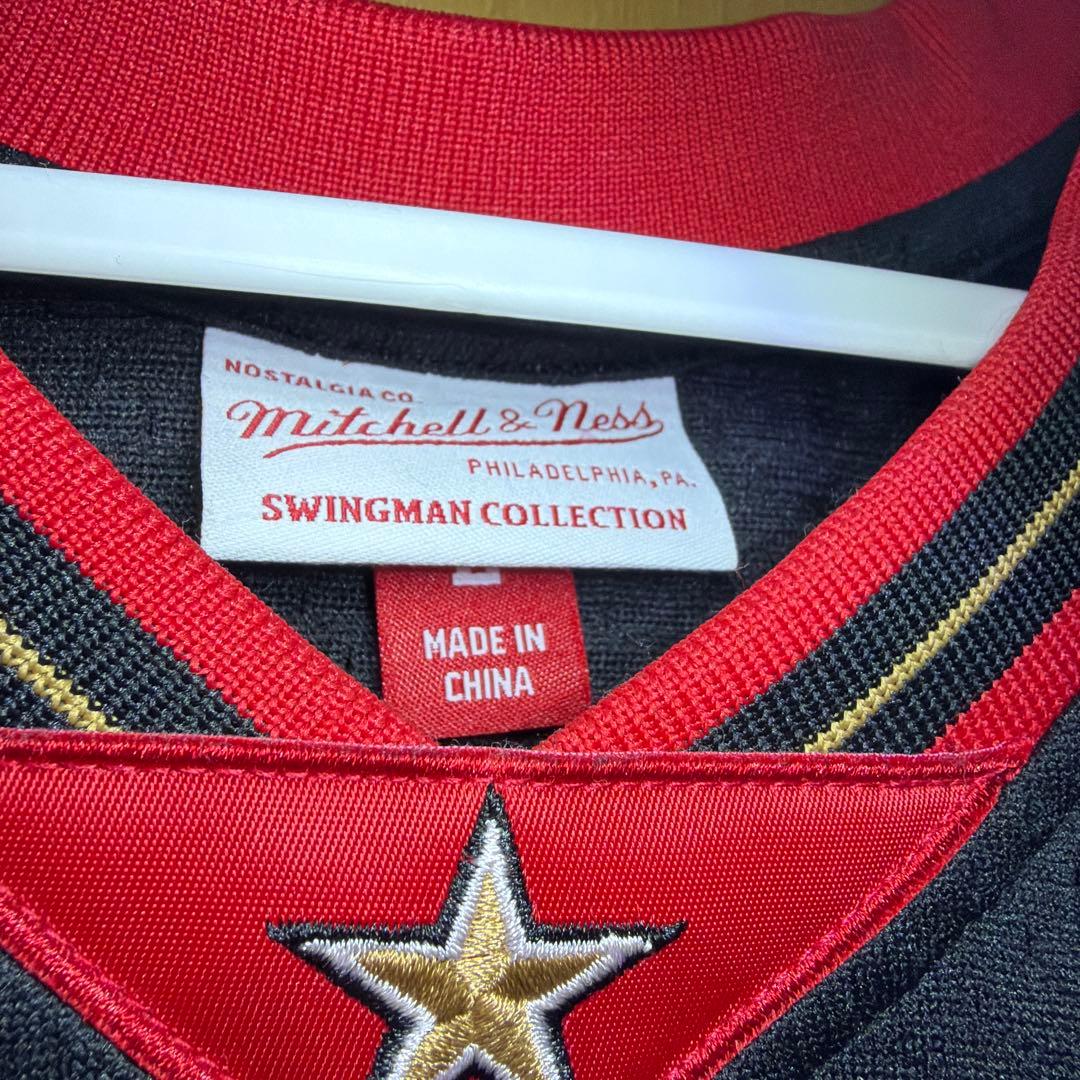 NOSTALGIA CO.
Mitchell & Ness
PHILADELPHIA, PA.
SWINGMAN COLLECTION
MADE IN
CHINA